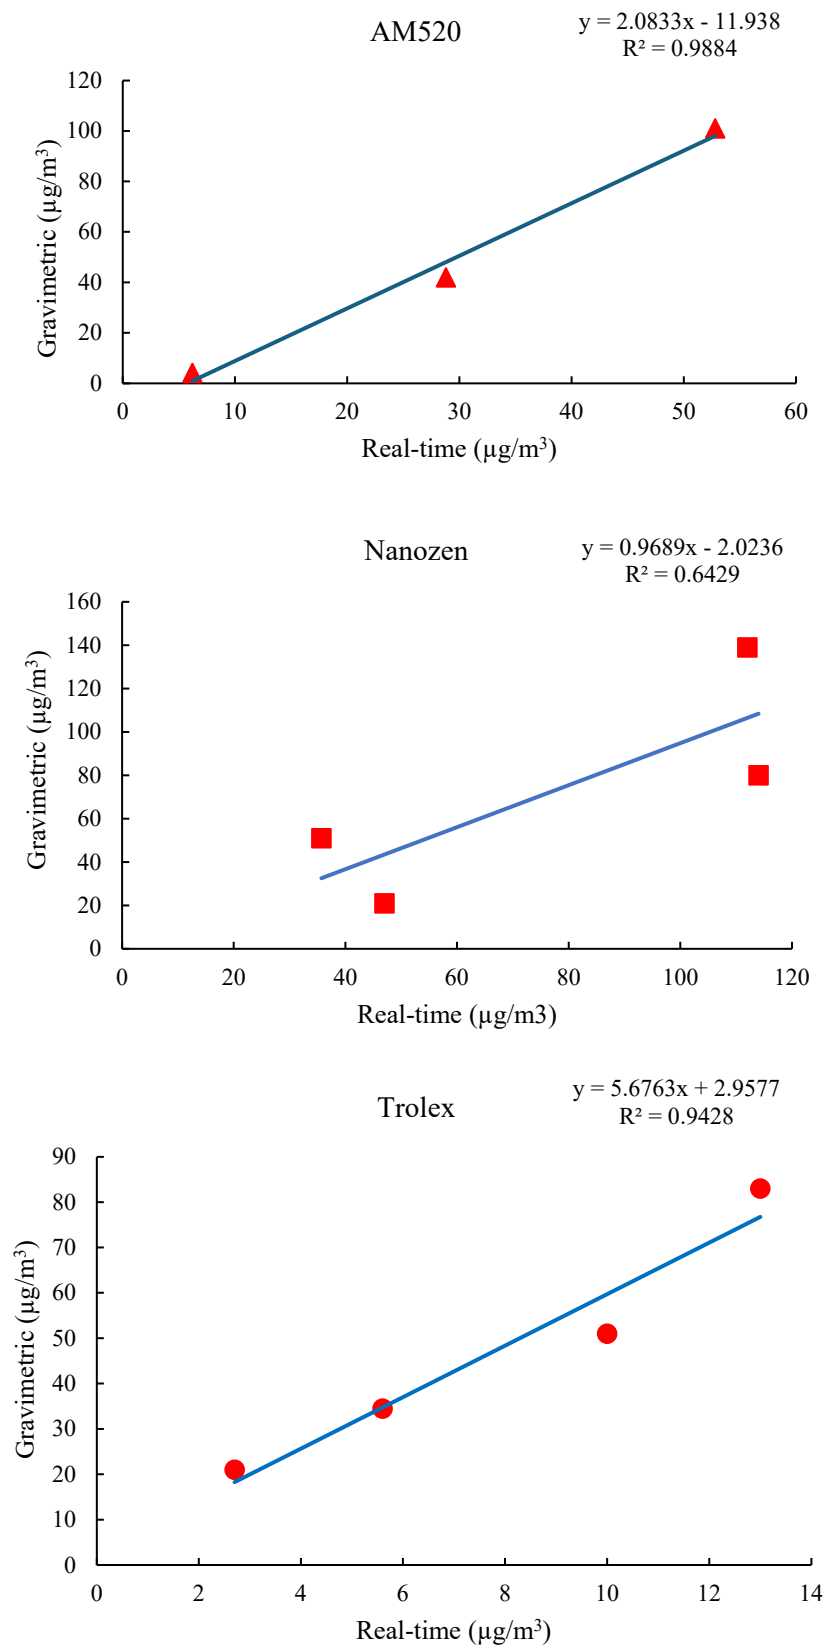 AM520
y = 2.0833x - 11.938
R² = 0.9884
120
100
80
60
40
20
0
Gravimetric (µg/m³)
0 10 20 30 40 50 60
Real-time (µg/m³)
Nanozen
y = 0.9689x - 2.0236
R² = 0.6429
160
140
120
100
80
60
40
20
0
Gravimetric (µg/m³)
0 20 40 60 80 100 120
Real-time (µg/m3)
Trolex
y = 5.6763x + 2.9577
R² = 0.9428
90
80
70
60
50
40
30
20
10
0
Gravimetric (µg/m³)
0 2 4 6 8 10 12 14
Real-time (µg/m³)